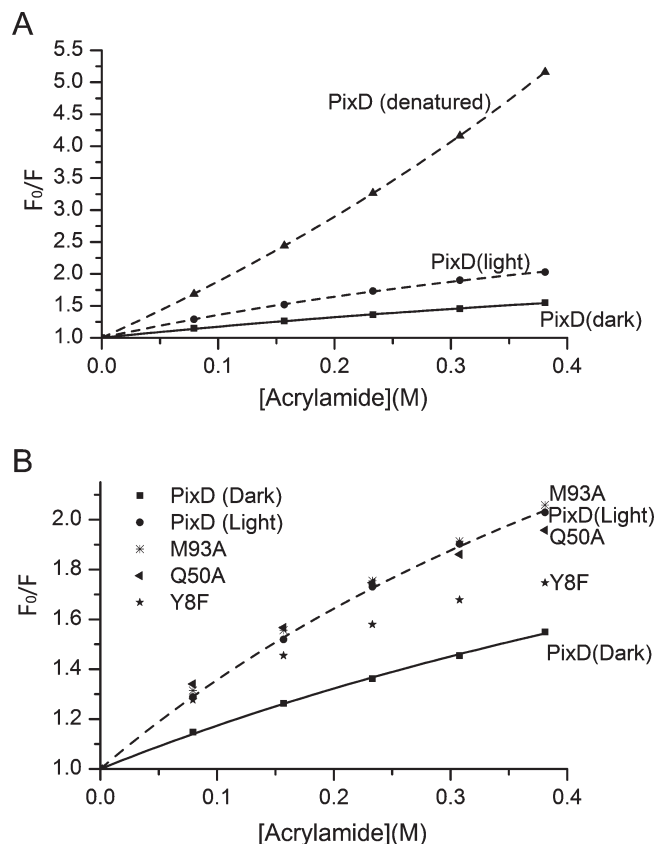 A
5.5
5.0
4.5
4.0
3.5
3.0
2.5
2.0
1.5
1.0
F0/F
PixD (denatured)
PixD(light)
PixD(dark)
0.0 0.1 0.2 0.3 0.4
[Acrylamide](M)
B
PixD (Dark)
PixD (Light)
M93A
Q50A
Y8F
2.0
1.8
1.6
1.4
1.2
1.0
F0/F
M93A
PixD(Light)
Q50A
Y8F
PixD(Dark)
0.0 0.1 0.2 0.3 0.4
[Acrylamide](M)